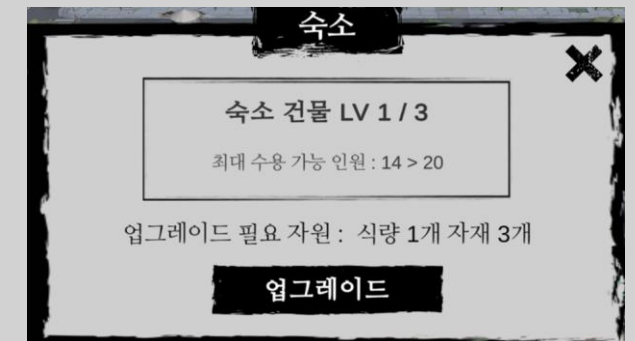 숙소
숙소 건물 LV 1 / 3
최대 수용 가능 인원 : 14 > 20
업그레이드 필요 자원 : 식량 1개 자재 3개
업그레이드